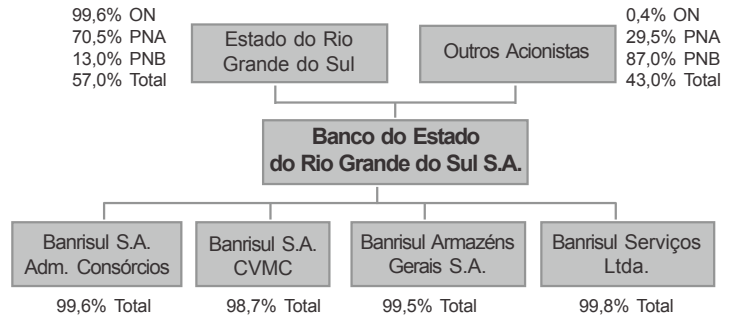 99,6% ON
70,5% PNA
13,0% PNB
57,0% Total
Estado do Rio
Grande do Sul
Outros Acionistas
0,4% ON
29,5% PNA
87,0% PNB
43,0% Total
Banco do Estado
do Rio Grande do Sul S.A.
Banrisul S.A.
Adm. Consórcios
Banrisul S.A.
CVMC
Banrisul Armazéns
Gerais S.A.
Banrisul Serviços
Ltda.
99,6% Total
98,7% Total
99,5% Total
99,8% Total